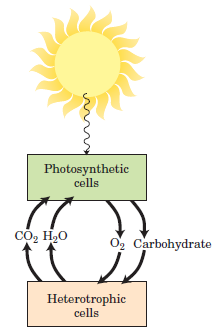 Photosynthetic
cells
CO₂ H₂O
O₂ Carbohydrate
Heterotrophic
cells